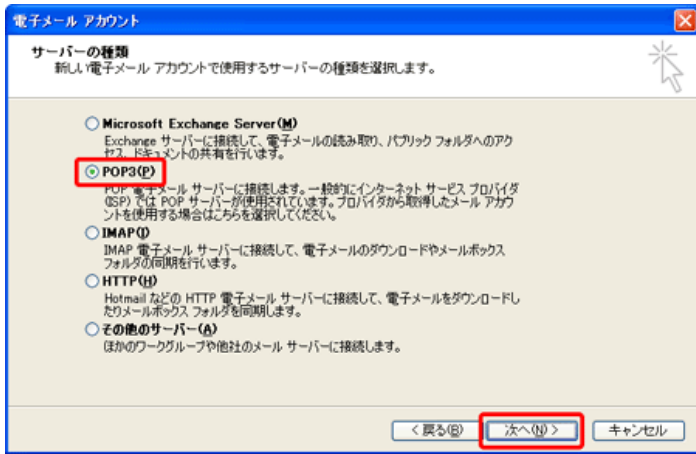 電子メール アカウント
サーバーの種類
新しい電子メール アカウントで使用するサーバーの種類を選択します。
Microsoft Exchange Server(M)
Exchange サーバーに接続して、電子メールの読み取り、パブリック フォルダへのアク
セス、ドキュメントの共有を行います。
POP3(P)
POP 電子メール サーバーに接続します。一般的にインターネット サービス プロバイダ
(ISP) では POP サーバーが使用されています。プロバイダから取得したメール アカウ
ントを使用する場合はこちらを選択してください。
IMAP(I)
IMAP 電子メール サーバーに接続して、電子メールのダウンロードやメールボックス
フォルダの同期を行います。
HTTP(H)
Hotmail などの HTTP 電子メール サーバーに接続して、電子メールをダウンロードし
たりメールボックス フォルダを同期します。
その他のサーバー(A)
ほかのワークグループや他社のメール サーバーに接続します。
< 戻る(B) 次へ(N) > キャンセル